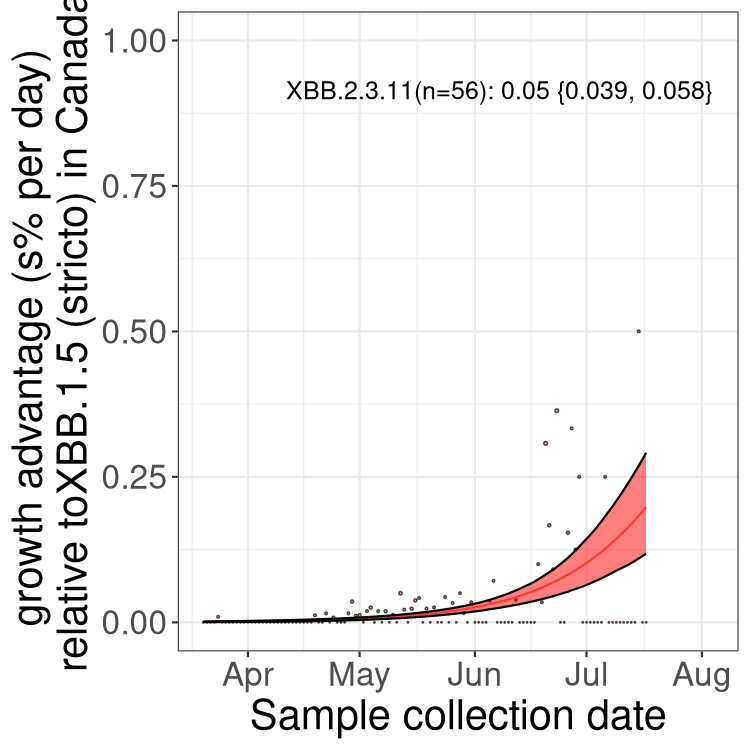 growth advantage (s% per day)
relative toXBB.1.5 (stricto) in Canada
1.00
0.75
0.50
0.25
0.00
XBB.2.3.11(n=56): 0.05 {0.039, 0.058}
Apr May Jun Jul Aug
Sample collection date